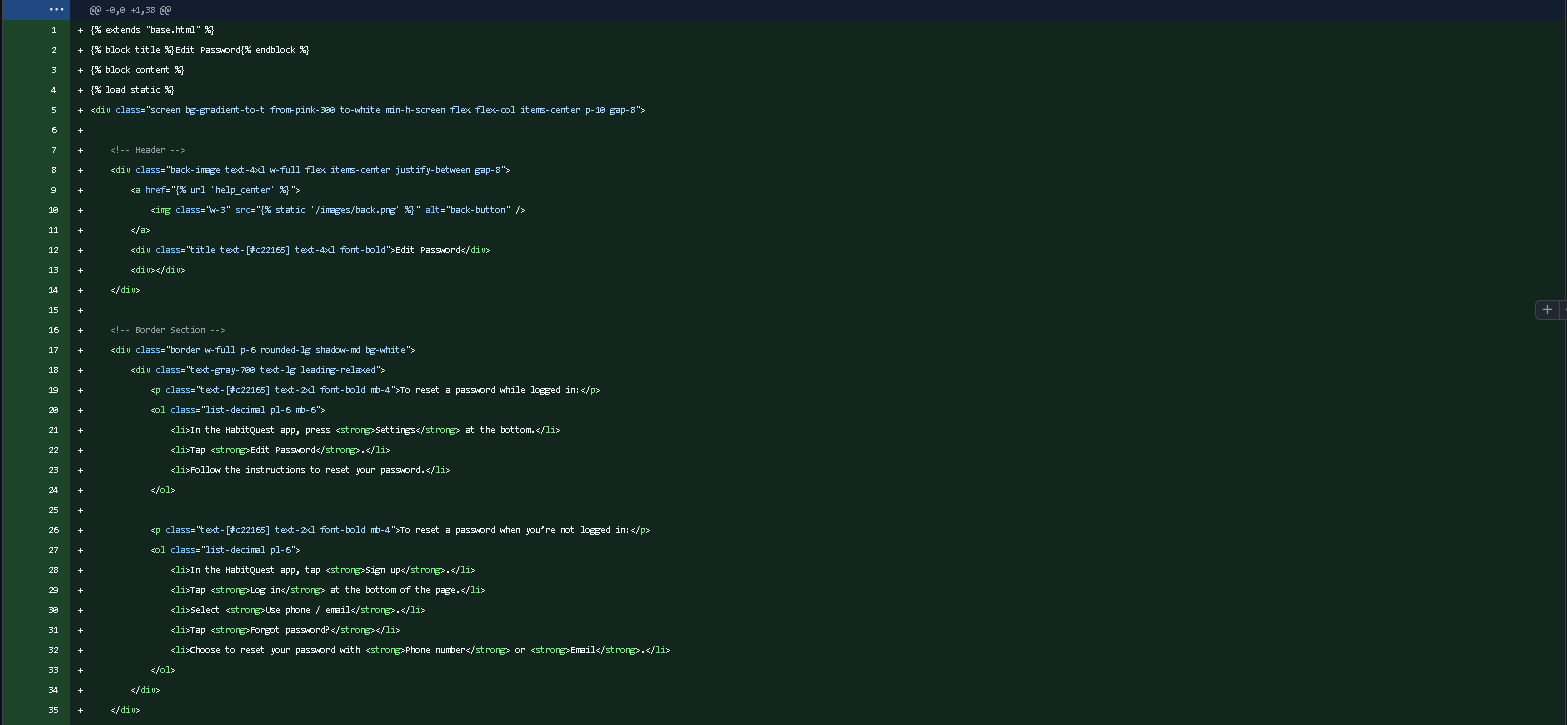 ... @@ -0,0 +1,38 @@
1 + {% extends "base.html" %}
2 + {% block title %}Edit Password{% endblock %}
3 + {% block content %}
4 + {% load static %}
5 + <div class="screen bg-gradient-to-t from-pink-300 to-white min-h-screen flex flex-col items-center p-10 gap-8">
6 +
7 +     <!-- Header -->
8 +     <div class="back-image text-4xl w-full flex items-center justify-between gap-8">
9 +         <a href="{% url 'help_center' %}">
10 +             <img class="w-3" src="{% static '/images/back.png' %}" alt="back-button" />
11 +         </a>
12 +         <div class="title text-[#c22165] text-4xl font-bold">Edit Password</div>
13 +         <div></div>
14 +     </div>
15 +
16 +     <!-- Border Section -->
17 +     <div class="border w-full p-6 rounded-lg shadow-md bg-white">
18 +         <div class="text-gray-700 text-lg leading-relaxed">
19 +             <p class="text-[#c22165] text-2xl font-bold mb-4">To reset a password while logged in:</p>
20 +             <ol class="list-decimal pl-6 mb-6">
21 +                 <li>In the HabitQuest app, press <strong>Settings</strong> at the bottom.</li>
22 +                 <li>Tap <strong>Edit Password</strong>.</li>
23 +                 <li>Follow the instructions to reset your password.</li>
24 +             </ol>
25 +
26 +             <p class="text-[#c22165] text-2xl font-bold mb-4">To reset a password when you’re not logged in:</p>
27 +             <ol class="list-decimal pl-6">
28 +                 <li>In the HabitQuest app, tap <strong>Sign up</strong>.</li>
29 +                 <li>Tap <strong>Log in</strong> at the bottom of the page.</li>
30 +                 <li>Select <strong>Use phone / email</strong>.</li>
31 +                 <li>Tap <strong>Forgot password?</strong></li>
32 +                 <li>Choose to reset your password with <strong>Phone number</strong> or <strong>Email</strong>.</li>
33 +             </ol>
34 +         </div>
35 +     </div>